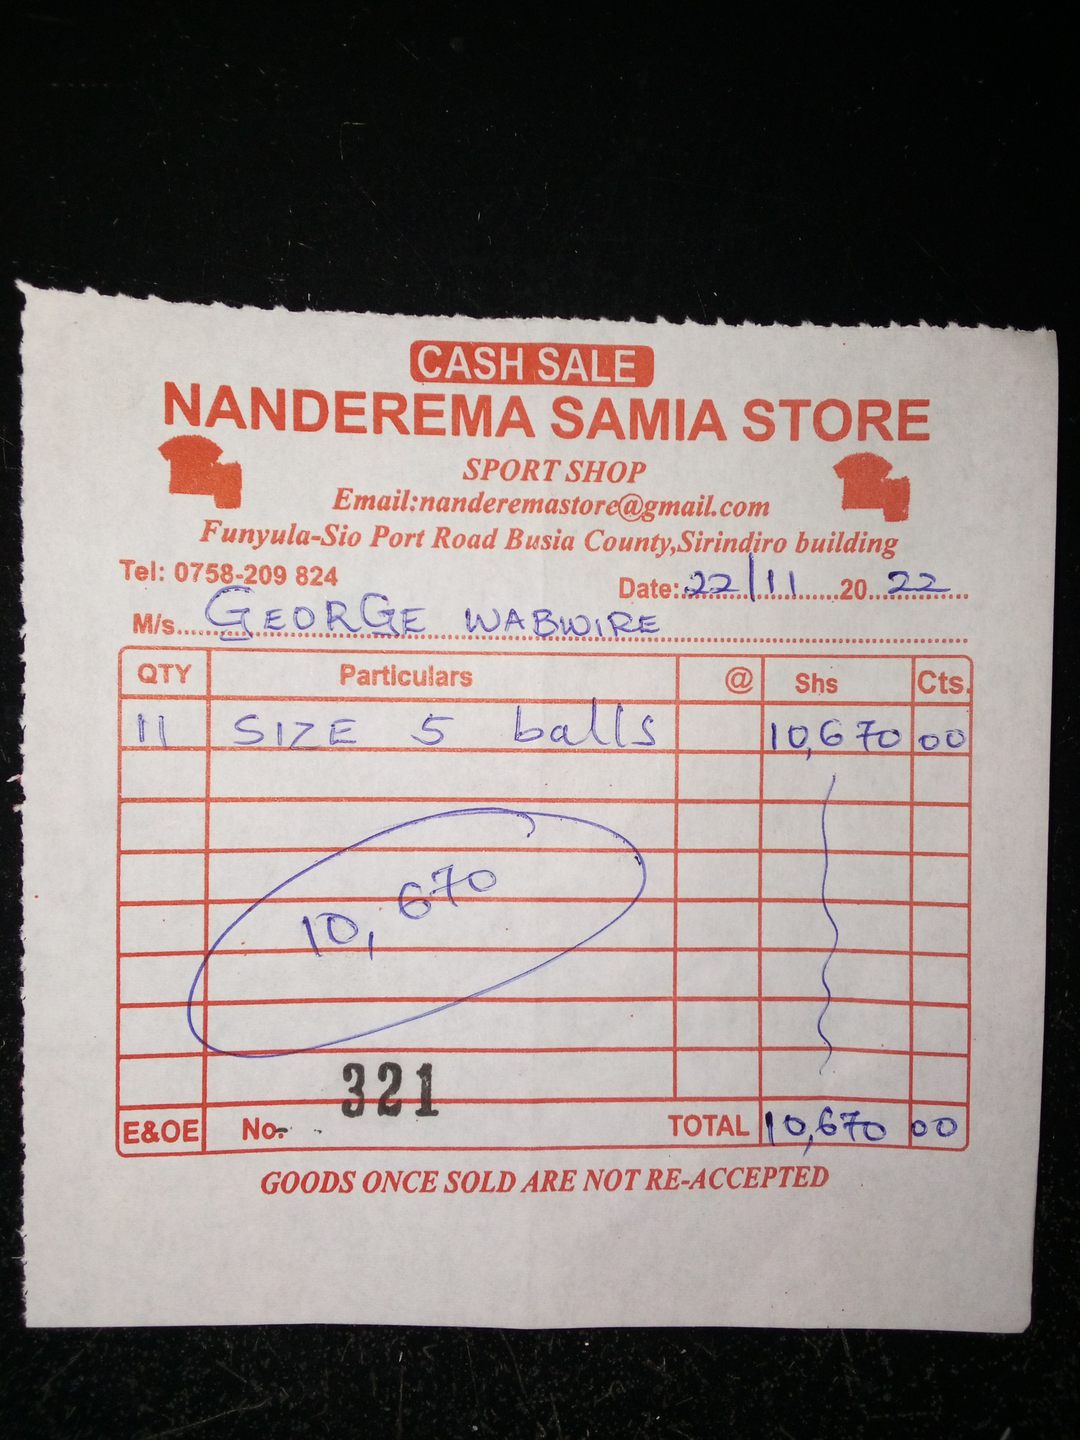 CASH SALE
NANDEREMA SAMIA STORE
SPORT SHOP
Email:nanderemastore@gmail.com
Funyula-Sio Port Road Busia County,Sirindiro building
Tel: 0758-209 824
Date:22/11 20 22
M/s GEORGE WABWIRE
QTY Particulars @ Shs Cts.
11 SIZE 5 balls 10,670 00
10,670
321
E&OE No. TOTAL 10,670 00
GOODS ONCE SOLD ARE NOT RE-ACCEPTED